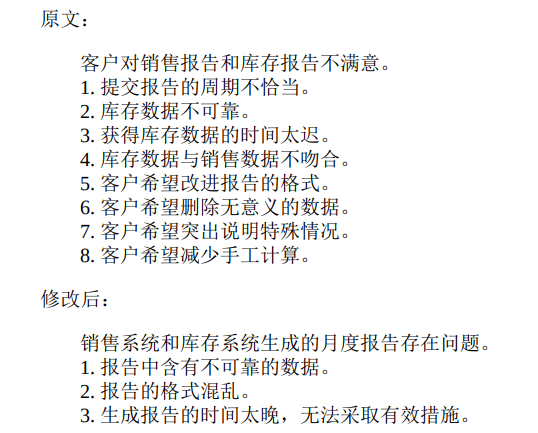 原文：
客户对销售报告和库存报告不满意。
1. 提交报告的周期不恰当。
2. 库存数据不可靠。
3. 获得库存数据的时间太迟。
4. 库存数据与销售数据不吻合。
5. 客户希望改进报告的格式。
6. 客户希望删除无意义的数据。
7. 客户希望突出说明特殊情况。
8. 客户希望减少手工计算。
修改后：
销售系统和库存系统生成的月度报告存在问题。
1. 报告中含有不可靠的数据。
2. 报告的格式混乱。
3. 生成报告的时间太晚，无法采取有效措施。